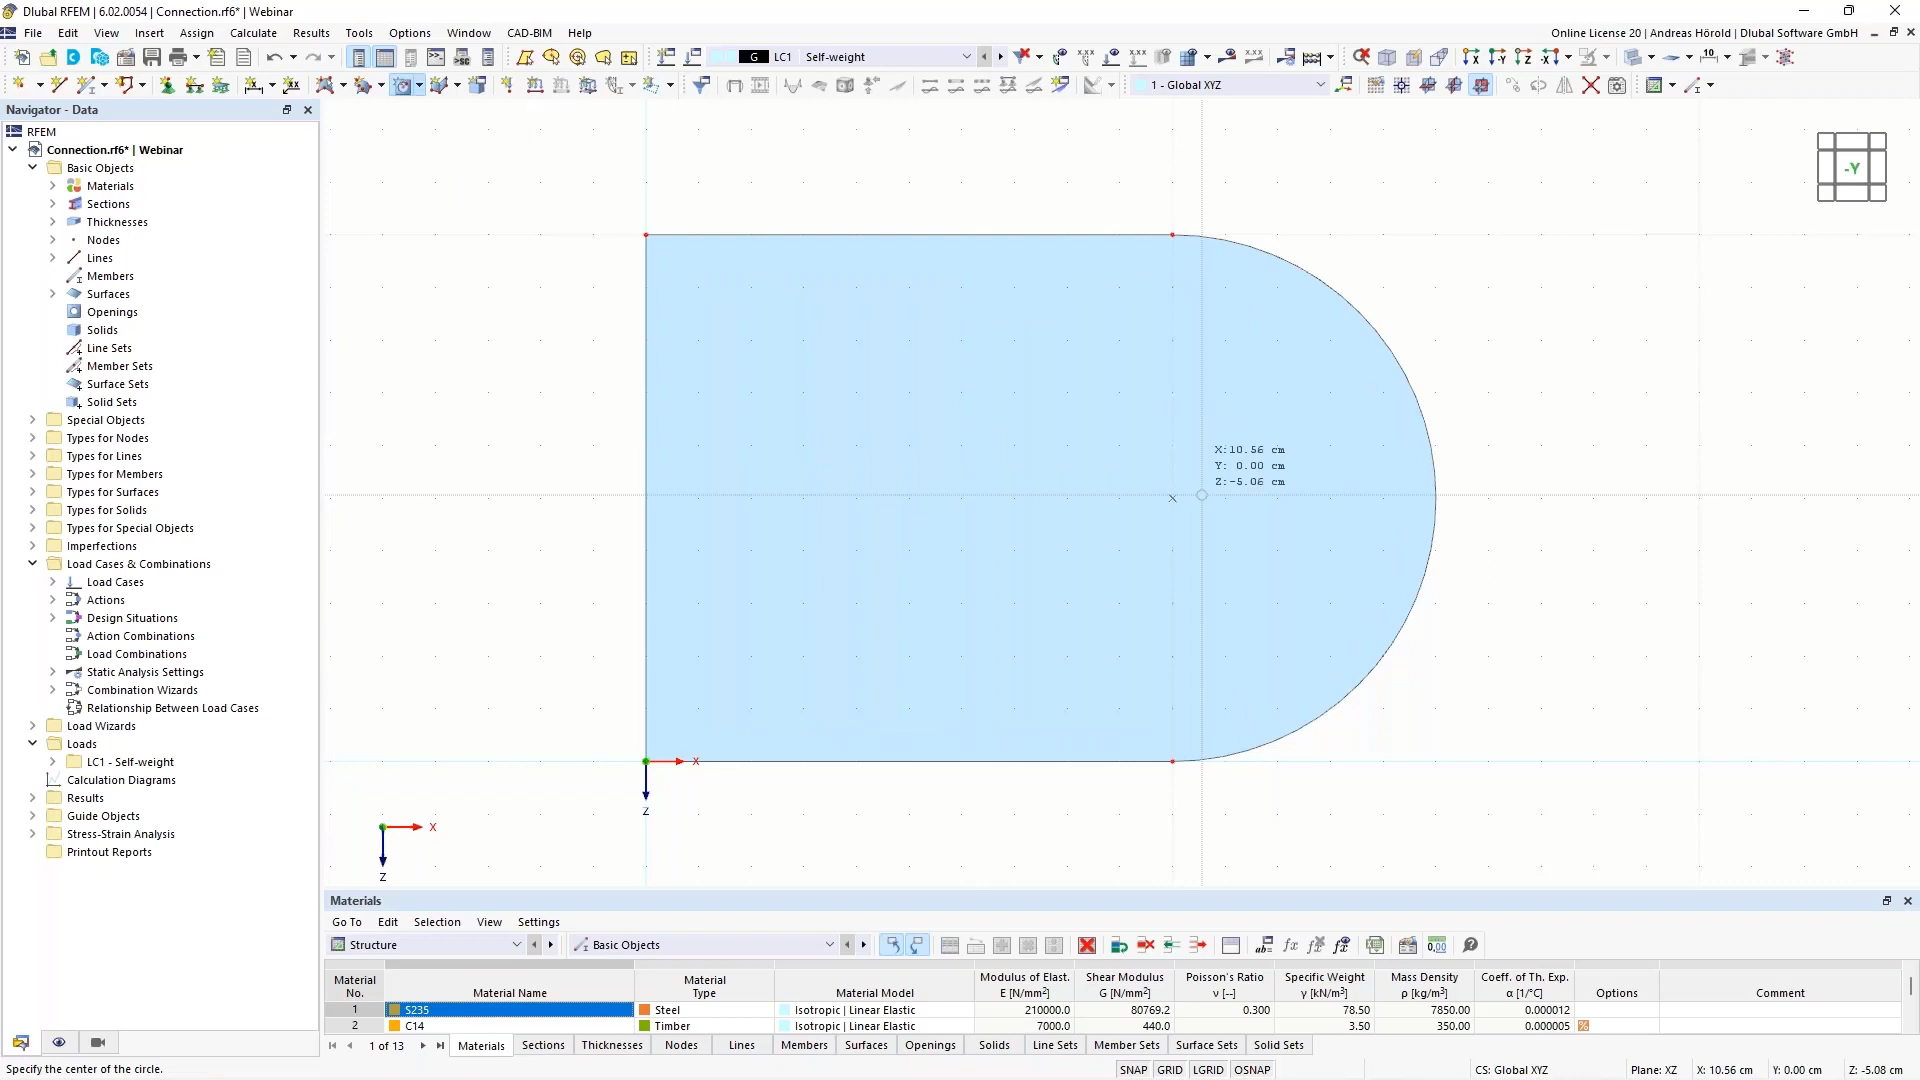 Dlubal RFEM | 6.02.0054 | Connection.rf6* | Webinar
File Edit View Insert Assign Calculate Results Tools Options Window CAD-BIM Help
Online License 20 | Andreas Hörold | Dlubal Software GmbH
G LC1 Self-weight
1 - Global XYZ
Navigator - Data
RFEM
Connection.rf6* | Webinar
Basic Objects
Materials
Sections
Thicknesses
Nodes
Lines
Members
Surfaces
Openings
Solids
Line Sets
Member Sets
Surface Sets
Solid Sets
Special Objects
Types for Nodes
Types for Lines
Types for Members
Types for Surfaces
Types for Solids
Types for Special Objects
Imperfections
Load Cases & Combinations
Load Cases
Actions
Design Situations
Action Combinations
Load Combinations
Static Analysis Settings
Combination Wizards
Relationship Between Load Cases
Load Wizards
Loads
LC1 - Self-weight
Calculation Diagrams
Results
Guide Objects
Stress-Strain Analysis
Printout Reports
-Y
X:10.56 cm
Y: 0.00 cm
Z:-5.06 cm
X
Z
X
Z
Materials
Go To Edit Selection View Settings
Structure
Basic Objects
Material No. Material Name Material Type Material Model Modulus of Elast. E [N/mm²] Shear Modulus G [N/mm²] Poisson's Ratio ν [--] Specific Weight γ [kN/m³] Mass Density ρ [kg/m³] Coeff. of Th. Exp. α [1/°C] Options Comment
1 S235 Steel Isotropic | Linear Elastic 210000.0 80769.2 0.300 78.50 7850.00 0.000012
2 C14 Timber Isotropic | Linear Elastic 7000.0 440.0 3.50 350.00 0.000005
1 of 13 Materials Sections Thicknesses Nodes Lines Members Surfaces Openings Solids Line Sets Member Sets Surface Sets Solid Sets
Specify the center of the circle.
SNAP GRID LGRID OSNAP
CS: Global XYZ
Plane: XZ X: 10.56 cm Y: 0.00 cm Z: -5.08 cm